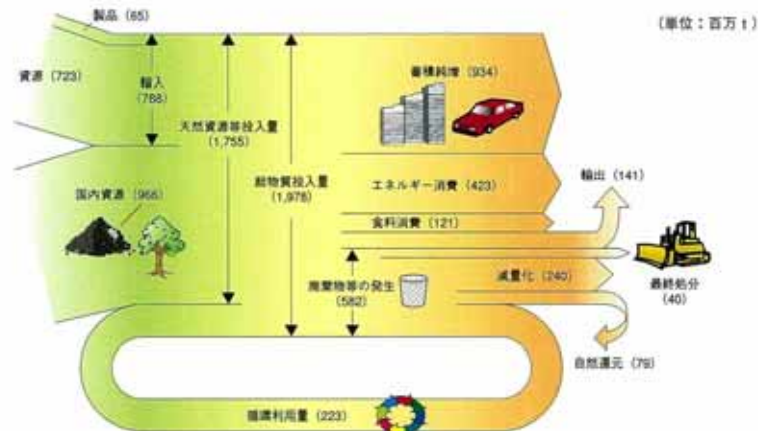 製品 (65)
(単位：百万 t)
資源 (723)
輸入
(788)
天然資源等投入量
(1,755)
総物質投入量
(1,978)
蓄積純増 (934)
エネルギー消費 (423)
輸出 (141)
国内資源 (966)
食料消費 (121)
廃棄物等の発生
(582)
減量化 (240)
最終処分
(40)
自然還元 (79)
循環利用量 (223)